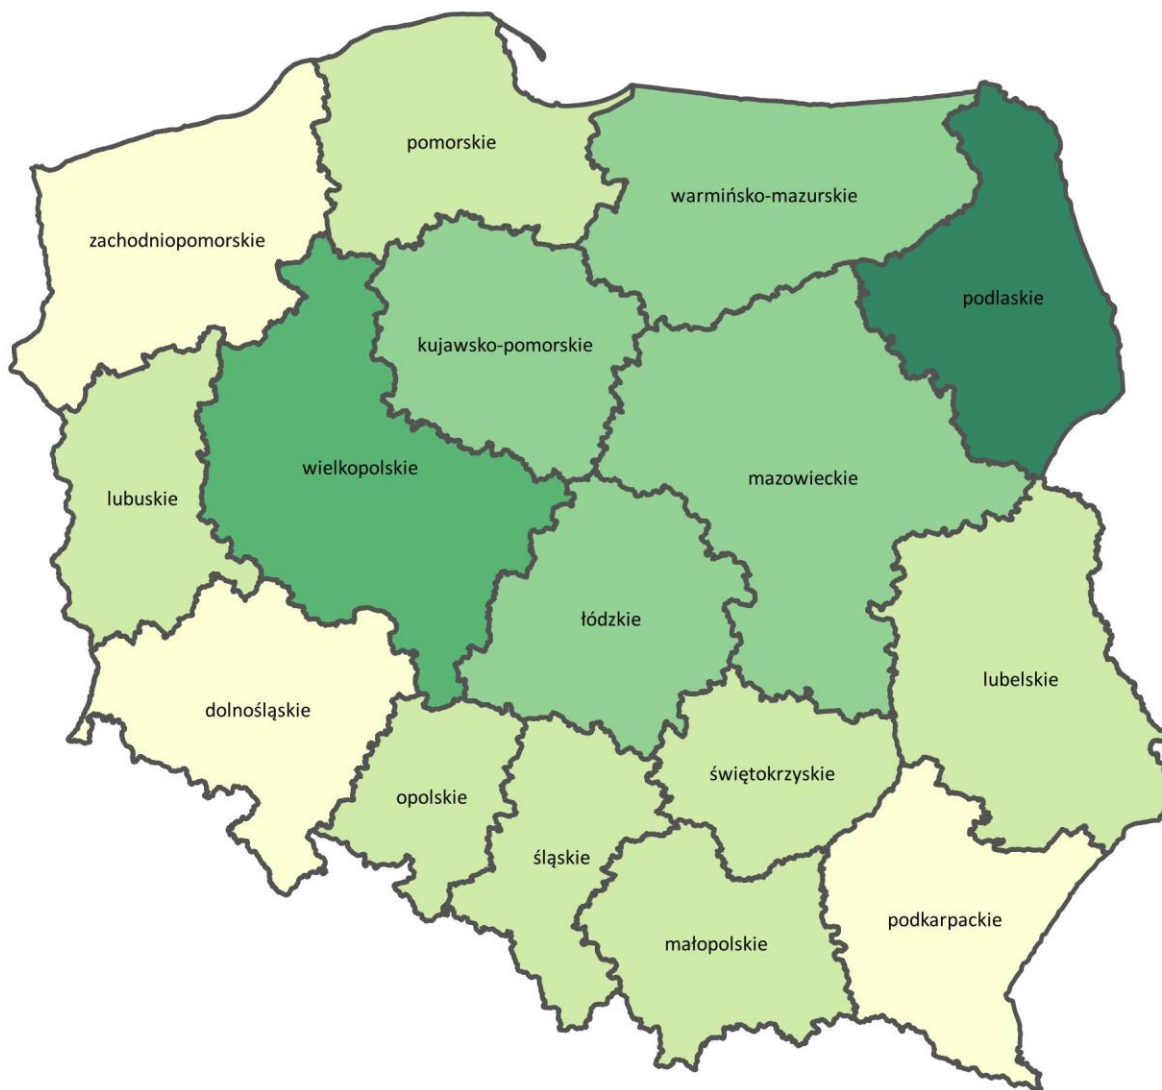 pomorskie
warmińsko-mazurskie
zachodniopomorskie
podlaskie
kujawsko-pomorskie
wielkopolskie
mazowieckie
lubuskie
łódzkie
lubelskie
dolnośląskie
świętokrzyskie
opolskie
śląskie
podkarpackie
małopolskie